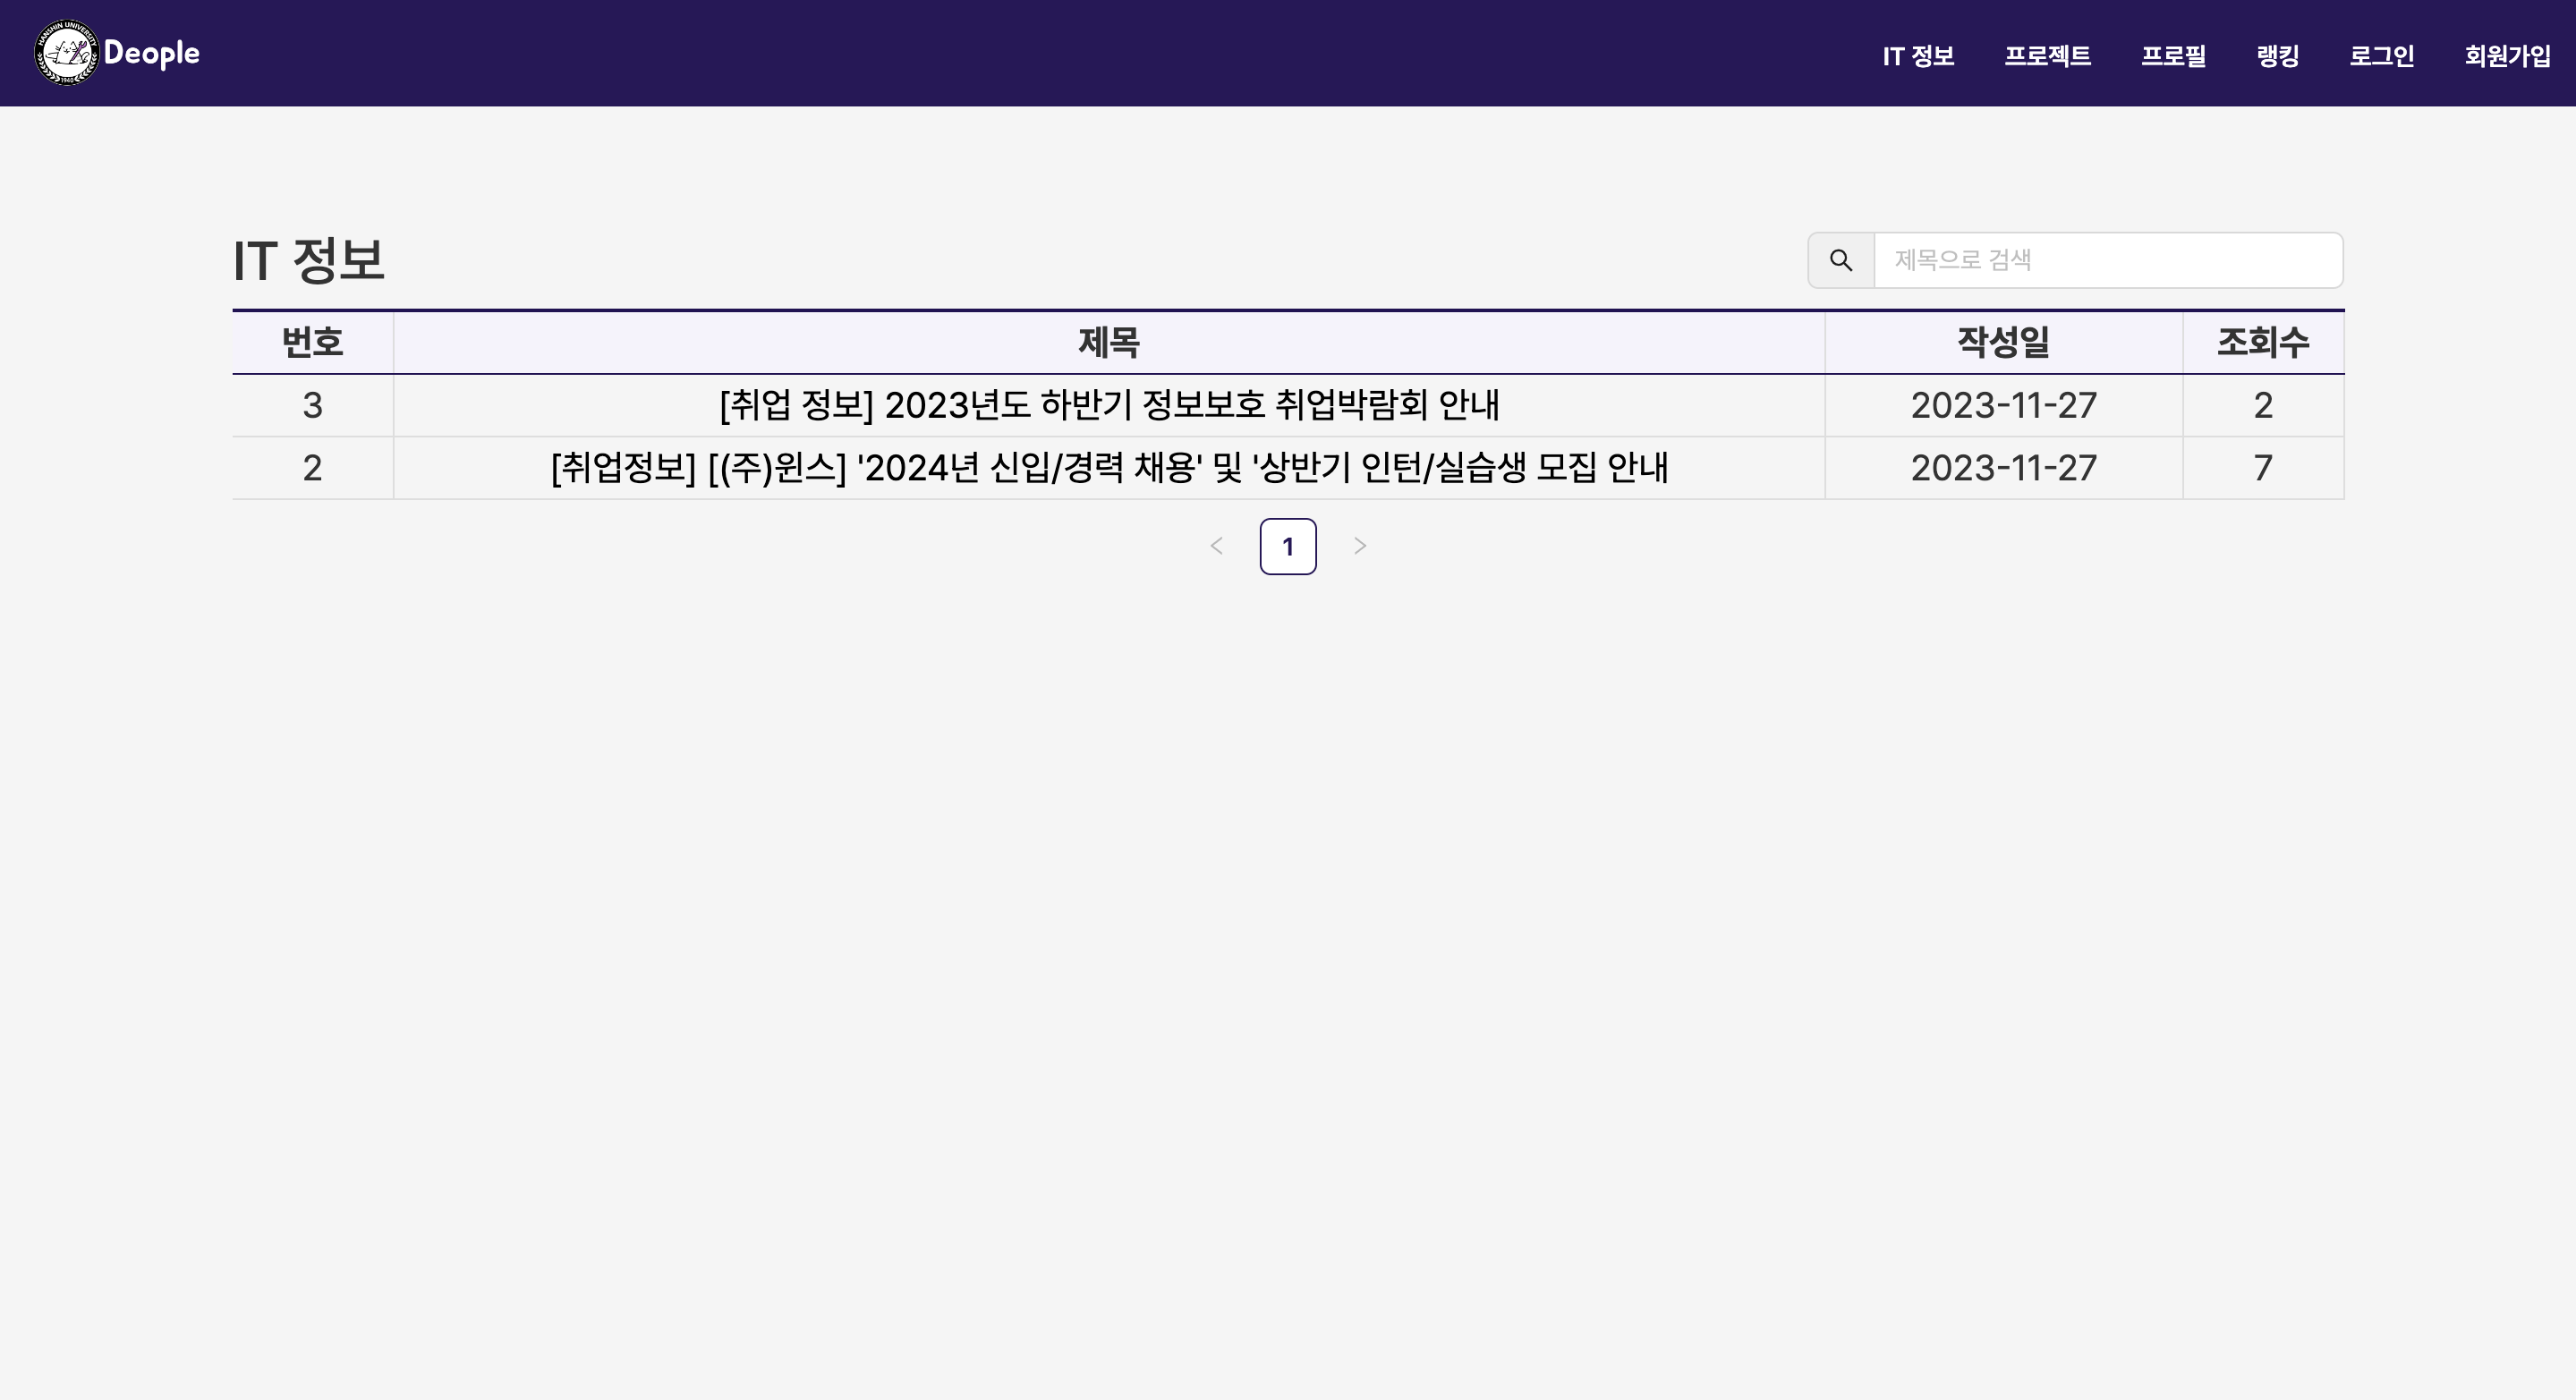 HANSHIN UNIVERSITY
1940
Deople
IT 정보 프로젝트 프로필 랭킹 로그인 회원가입
IT 정보
제목으로 검색
번호 제목 작성일 조회수
3 [취업 정보] 2023년도 하반기 정보보호 취업박람회 안내 2023-11-27 2
2 [취업정보] [(주)윈스] '2024년 신입/경력 채용' 및 '상반기 인턴/실습생 모집 안내 2023-11-27 7
< 1 >